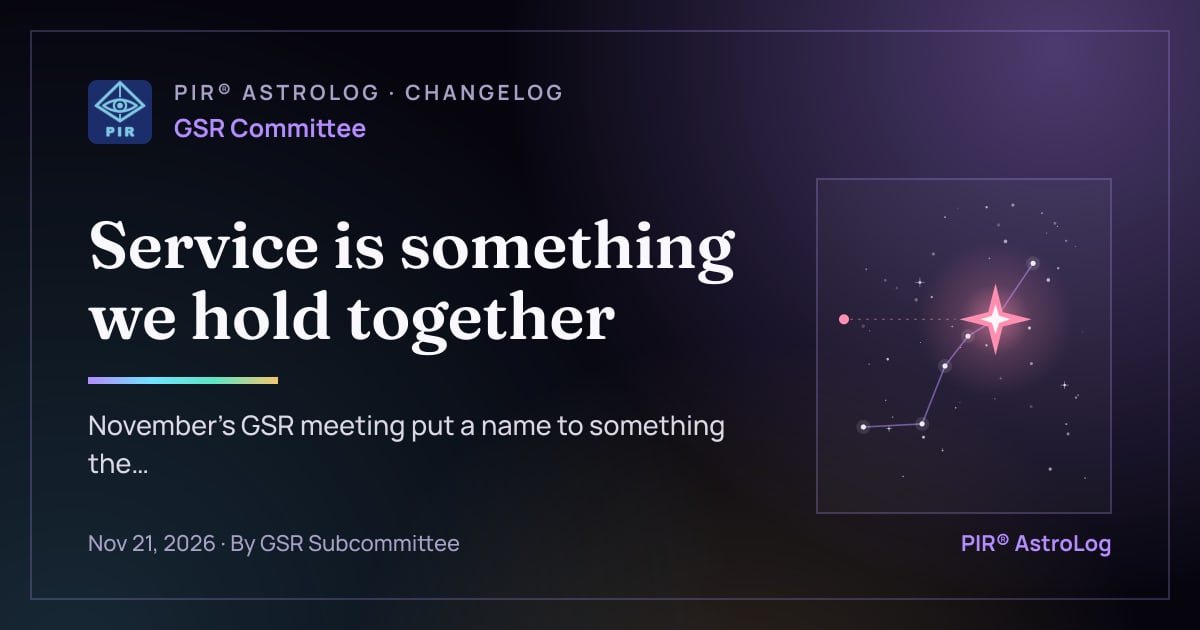 PIR® ASTROLOG · CHANGELOG
GSR Committee
PIR
Service is something
we hold together
November’s GSR meeting put a name to something
the…
Nov 21, 2026 · By GSR Subcommittee
PIR® AstroLog